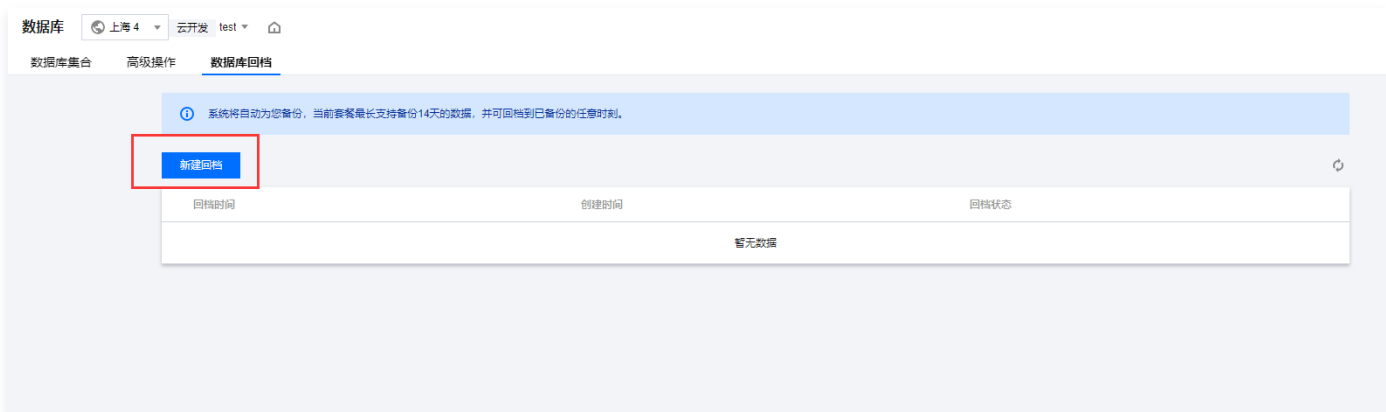 数据库 上海 4 云开发 test
数据库集合 高级操作 数据库回档
系统将自动为您备份，当前套餐最长支持备份14天的数据，并可回档到已备份的任意时刻。
新建回档
回档时间 创建时间 回档状态
暂无数据